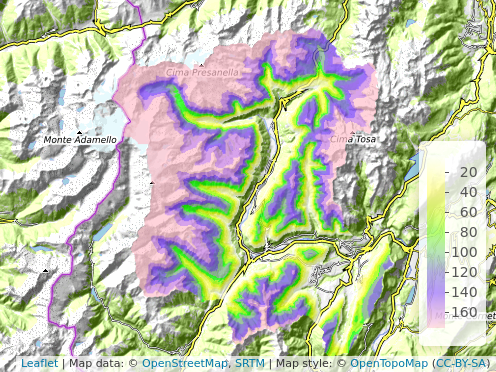 Cima Presanella
Monte Adamello
Cima Tosa
20
40
60
80
100
120
140
160
Leaflet | Map data: © OpenStreetMap, SRTM | Map style: © OpenTopoMap (CC-BY-SA)